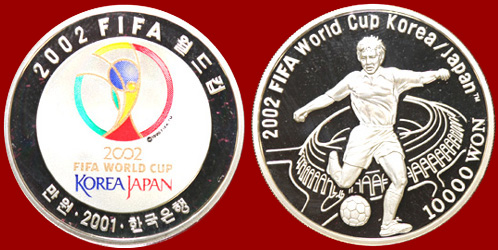 2002 FIFA 월드컵
2002
FIFA WORLD CUP
KOREA JAPAN
만원·2001·한국은행
2002 FIFA World Cup Korea/Japan™
10000 WON